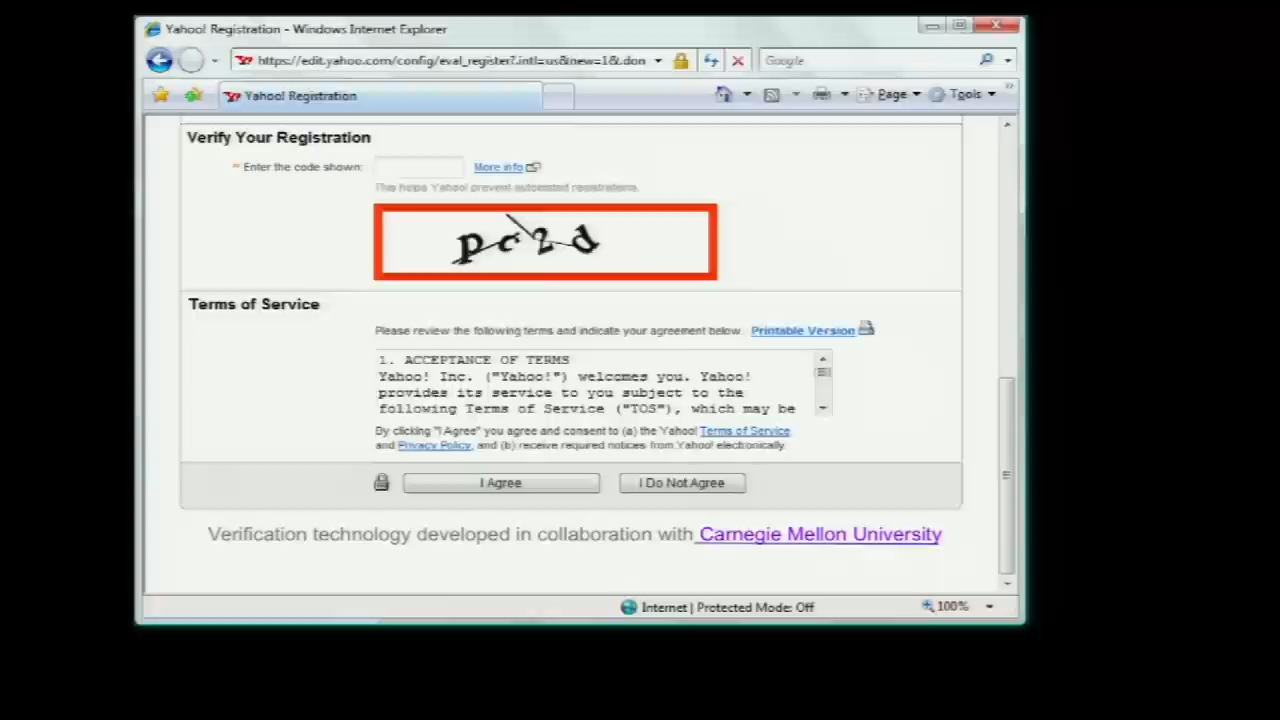 Yahoo! Registration - Windows Internet Explorer
https://edit.yahoo.com/config/eval_register?.intl=us&new=1&.don
Google
Yahoo! Registration
Page
Tools
Verify Your Registration
* Enter the code shown:
More info
This helps Yahoo! prevent automated registrations.
pc2d
Terms of Service
Please review the following terms and indicate your agreement below. Printable Version
1. ACCEPTANCE OF TERMS
Yahoo! Inc. ("Yahoo!") welcomes you. Yahoo!
provides its service to you subject to the
following Terms of Service ("TOS"), which may be
By clicking "I Agree" you agree and consent to (a) the Yahoo! Terms of Service
and Privacy Policy, and (b) receive required notices from Yahoo! electronically.
I Agree
I Do Not Agree
Verification technology developed in collaboration with Carnegie Mellon University
Internet | Protected Mode: Off
100%